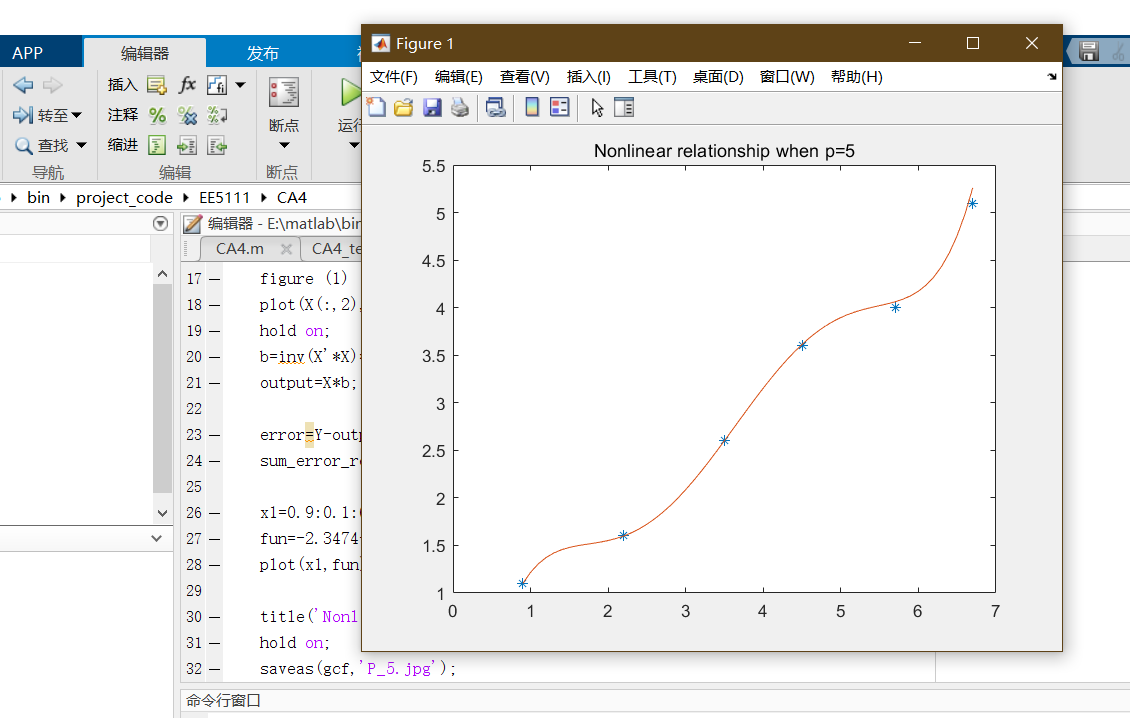 Figure 1
文件(F) 编辑(E) 查看(V) 插入(I) 工具(T) 桌面(D) 窗口(W) 帮助(H)
Nonlinear relationship when p=5
5.5
5
4.5
4
3.5
3
2.5
2
1.5
1
0 1 2 3 4 5 6 7
APP 编辑器 发布
插入 fx fi
转至 注释 % %
查找 缩进
断点 运行
导航 编辑 断点
bin project_code EE5111 CA4
编辑器 - E:\matlab\bin
CA4.m CA4_te
17 figure (1)
18 plot(X(:,2),
19 hold on;
20 b=inv(X'*X)
21 output=X*b;
22
23 error=Y-outp
24 sum_error_r
25
26 x1=0.9:0.1:
27 fun=-2.3474
28 plot(x1,fun
29
30 title('Nonl
31 hold on;
32 saveas(gcf,'P_5.jpg');
命令行窗口